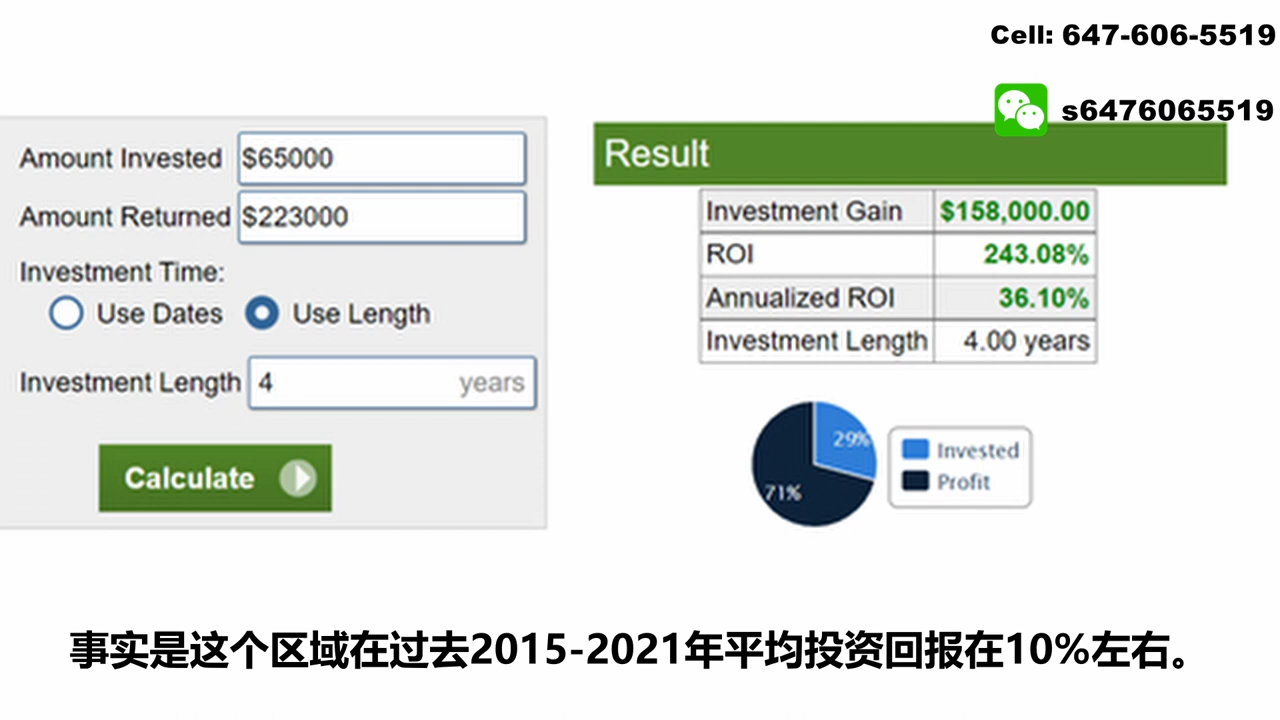 Cell: 647-606-5519
s6476065519
Amount Invested $65000
Amount Returned $223000
Investment Time:
Use Dates Use Length
Investment Length 4 years
Calculate
Result
Investment Gain $158,000.00
ROI 243.08%
Annualized ROI 36.10%
Investment Length 4.00 years
29%
71%
Invested
Profit
事实是这个区域在过去2015-2021年平均投资回报在10%左右。